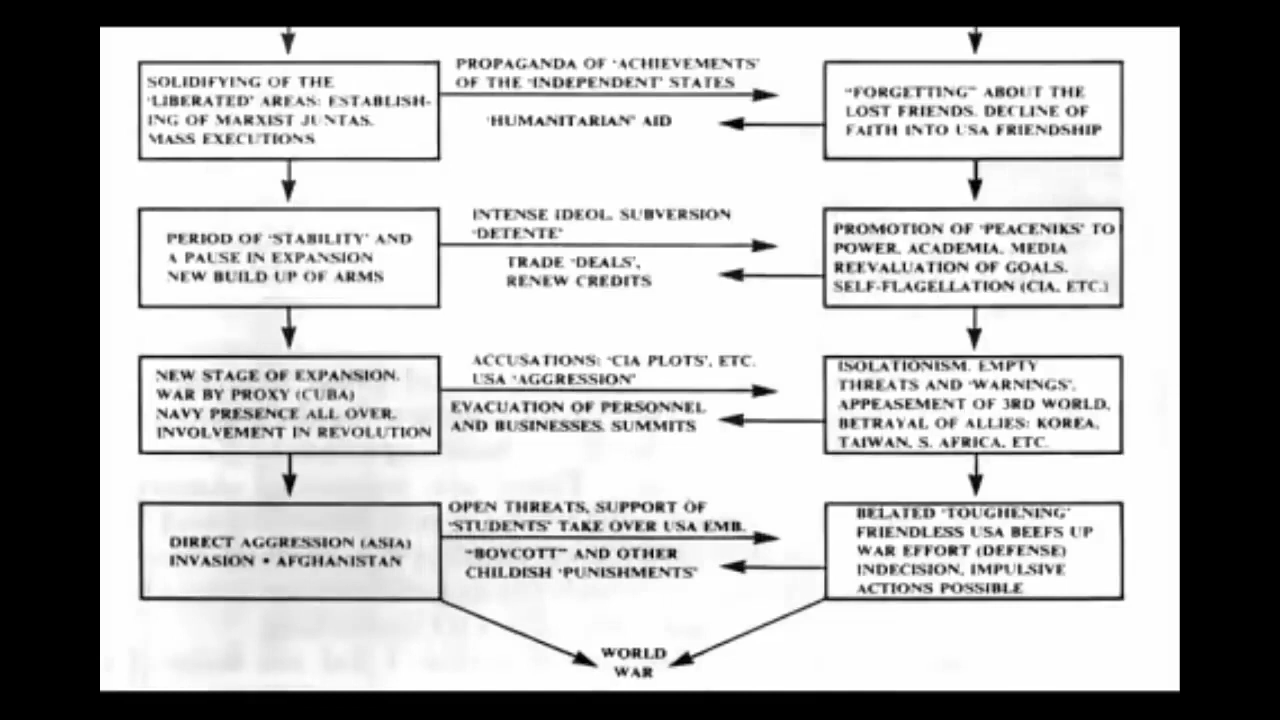 SOLIDIFYING OF THE
'LIBERATED' AREAS: ESTABLISH-
ING OF MARXIST JUNTAS.
MASS EXECUTIONS
PROPAGANDA OF 'ACHIEVEMENTS'
OF THE 'INDEPENDENT' STATES
'HUMANITARIAN' AID
"FORGETTING" ABOUT THE
LOST FRIENDS. DECLINE OF
FAITH INTO USA FRIENDSHIP
PERIOD OF 'STABILITY' AND
A PAUSE IN EXPANSION
NEW BUILD UP OF ARMS
INTENSE IDEOL. SUBVERSION
'DETENTE'
TRADE 'DEALS',
RENEW CREDITS
PROMOTION OF 'PEACENIKS' TO
POWER, ACADEMIA, MEDIA
REEVALUATION OF GOALS.
SELF-FLAGELLATION (CIA, ETC.)
NEW STAGE OF EXPANSION.
WAR BY PROXY (CUBA)
NAVY PRESENCE ALL OVER.
INVOLVEMENT IN REVOLUTION
ACCUSATIONS: 'CIA PLOTS', ETC.
USA 'AGGRESSION'
EVACUATION OF PERSONNEL
AND BUSINESSES. SUMMITS
ISOLATIONISM. EMPTY
THREATS AND 'WARNINGS',
APPEASEMENT OF 3RD WORLD,
BETRAYAL OF ALLIES: KOREA,
TAIWAN, S. AFRICA, ETC.
DIRECT AGGRESSION (ASIA)
INVASION • AFGHANISTAN
OPEN THREATS, SUPPORT OF
'STUDENTS' TAKE OVER USA EMB.
"BOYCOTT" AND OTHER
CHILDISH 'PUNISHMENTS'
BELATED 'TOUGHENING'
FRIENDLESS USA BEEFS UP
WAR EFFORT (DEFENSE)
INDECISION, IMPULSIVE
ACTIONS POSSIBLE
WORLD
WAR